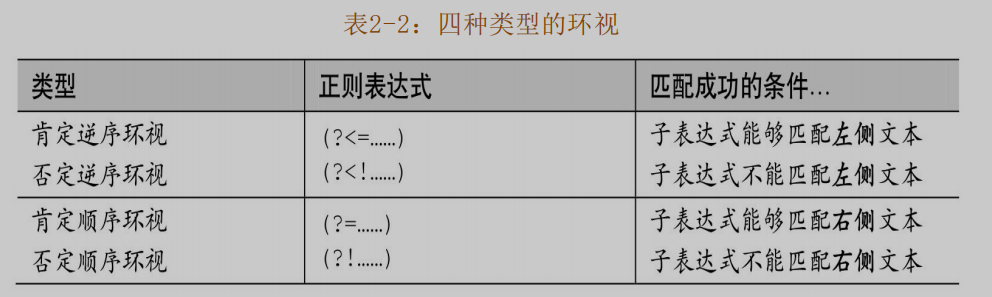 表2-2：四种类型的环视
类型 正则表达式 匹配成功的条件...
肯定逆序环视 (?<=……) 子表达式能够匹配左侧文本
否定逆序环视 (?<!……) 子表达式不能匹配左侧文本
肯定顺序环视 (?=……) 子表达式能够匹配右侧文本
否定顺序环视 (?!……) 子表达式不能匹配右侧文本